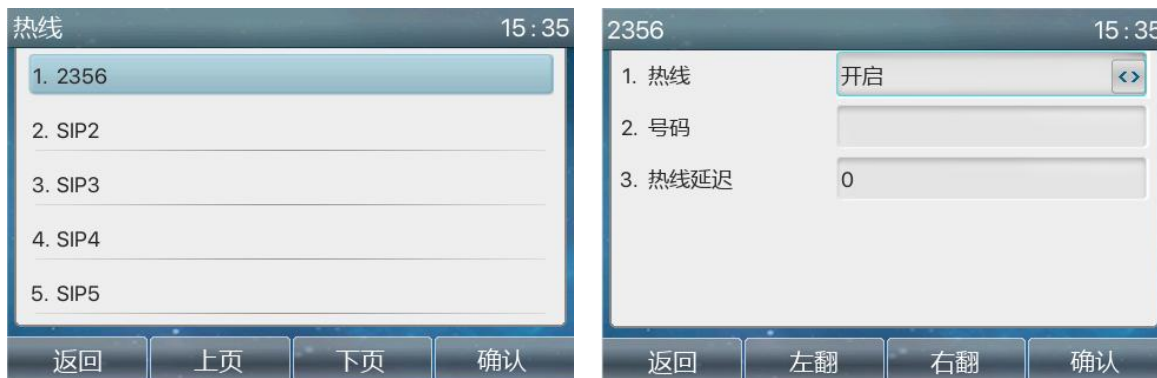 热线 15:35
1. 2356
2. SIP2
3. SIP3
4. SIP4
5. SIP5
返回 上页 下页 确认
2356 15:35
1. 热线 开启 <>
2. 号码
3. 热线延迟 0
返回 左翻 右翻 确认